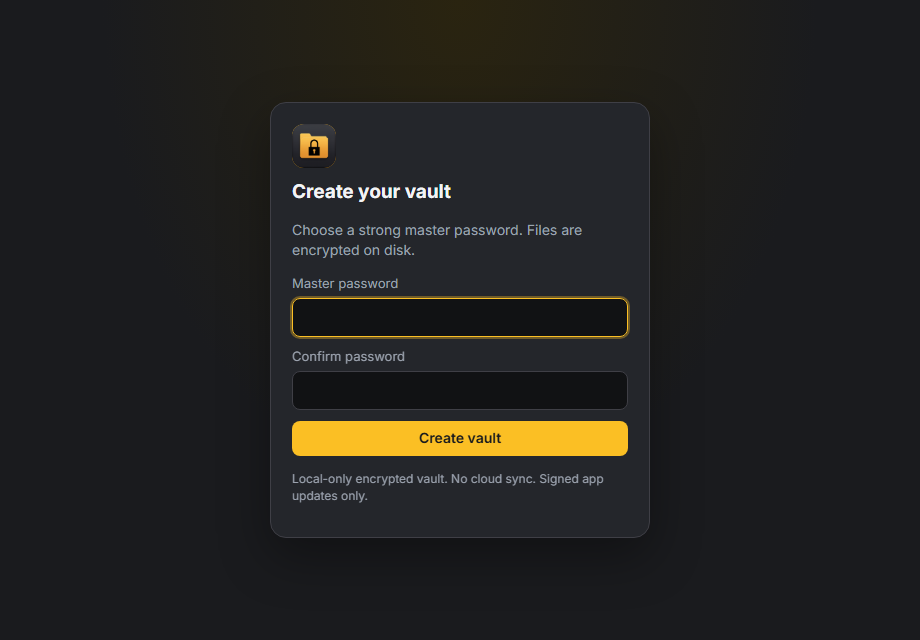 Create your vault
Choose a strong master password. Files are
encrypted on disk.
Master password
Confirm password
Create vault
Local-only encrypted vault. No cloud sync. Signed app
updates only.